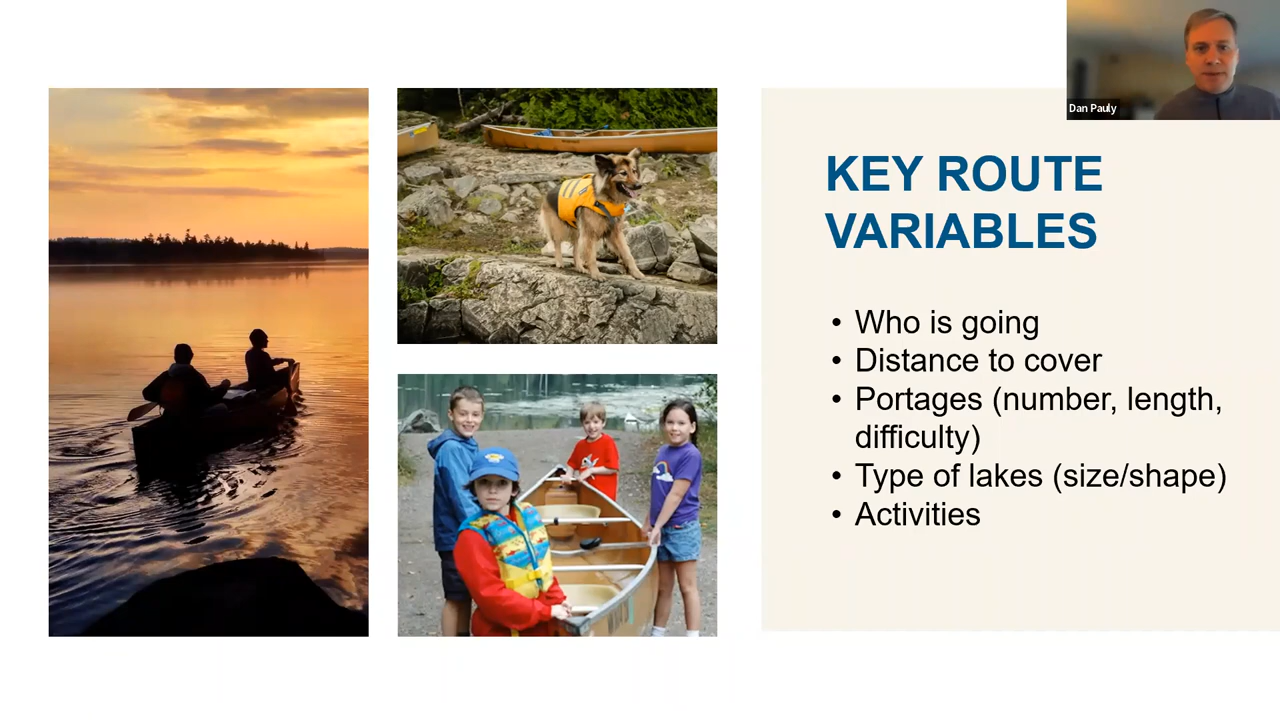 Dan Pauly
KEY ROUTE
VARIABLES
• Who is going
• Distance to cover
• Portages (number, length,
difficulty)
• Type of lakes (size/shape)
• Activities